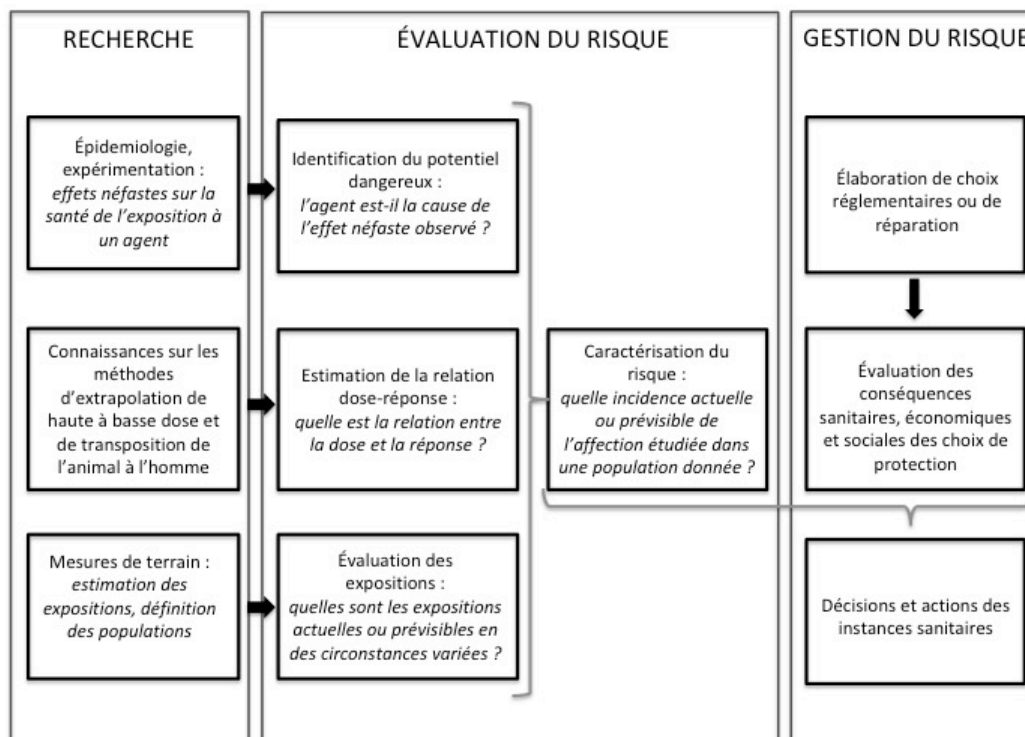 RECHERCHE
Épidemiologie,
expérimentation :
effets néfastes sur la
santé de l'exposition à
un agent
Connaissances sur les
méthodes
d'extrapolation de
haute à basse dose et
de transposition de
l'animal à l'homme
Mesures de terrain :
estimation des
expositions, définition
des populations
ÉVALUATION DU RISQUE
Identification du potentiel
dangereux :
l'agent est-il la cause de
l'effet néfaste observé ?
Estimation de la relation
dose-réponse :
quelle est la relation entre
la dose et la réponse ?
Évaluation des
expositions :
quelles sont les expositions
actuelles ou prévisibles en
des circonstances variées ?
Caractérisation du
risque :
quelle incidence actuelle
ou prévisible de
l'affection étudiée dans
une population donnée ?
GESTION DU RISQUE
Élaboration de choix
réglementaires ou de
réparation
Évaluation des
conséquences
sanitaires, économiques
et sociales des choix de
protection
Décisions et actions des
instances sanitaires